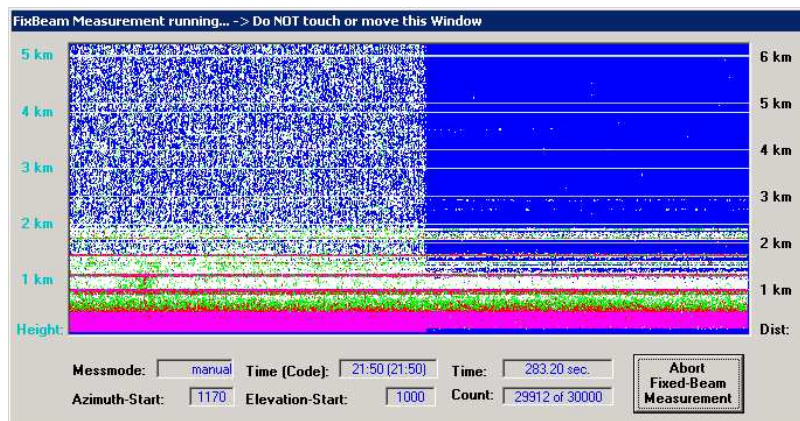 FixBeam Measurement running... -> Do NOT touch or move this Window
5 km
4 km
3 km
2 km
1 km
Height:
6 km
5 km
4 km
3 km
2 km
1 km
Dist:
Messmode: manual Time (Code): 21:50 (21:50) Time: 283.20 sec.
Azimuth-Start: 1170 Elevation-Start: 1000 Count: 29912 of 30000
Abort
Fixed-Beam
Measurement